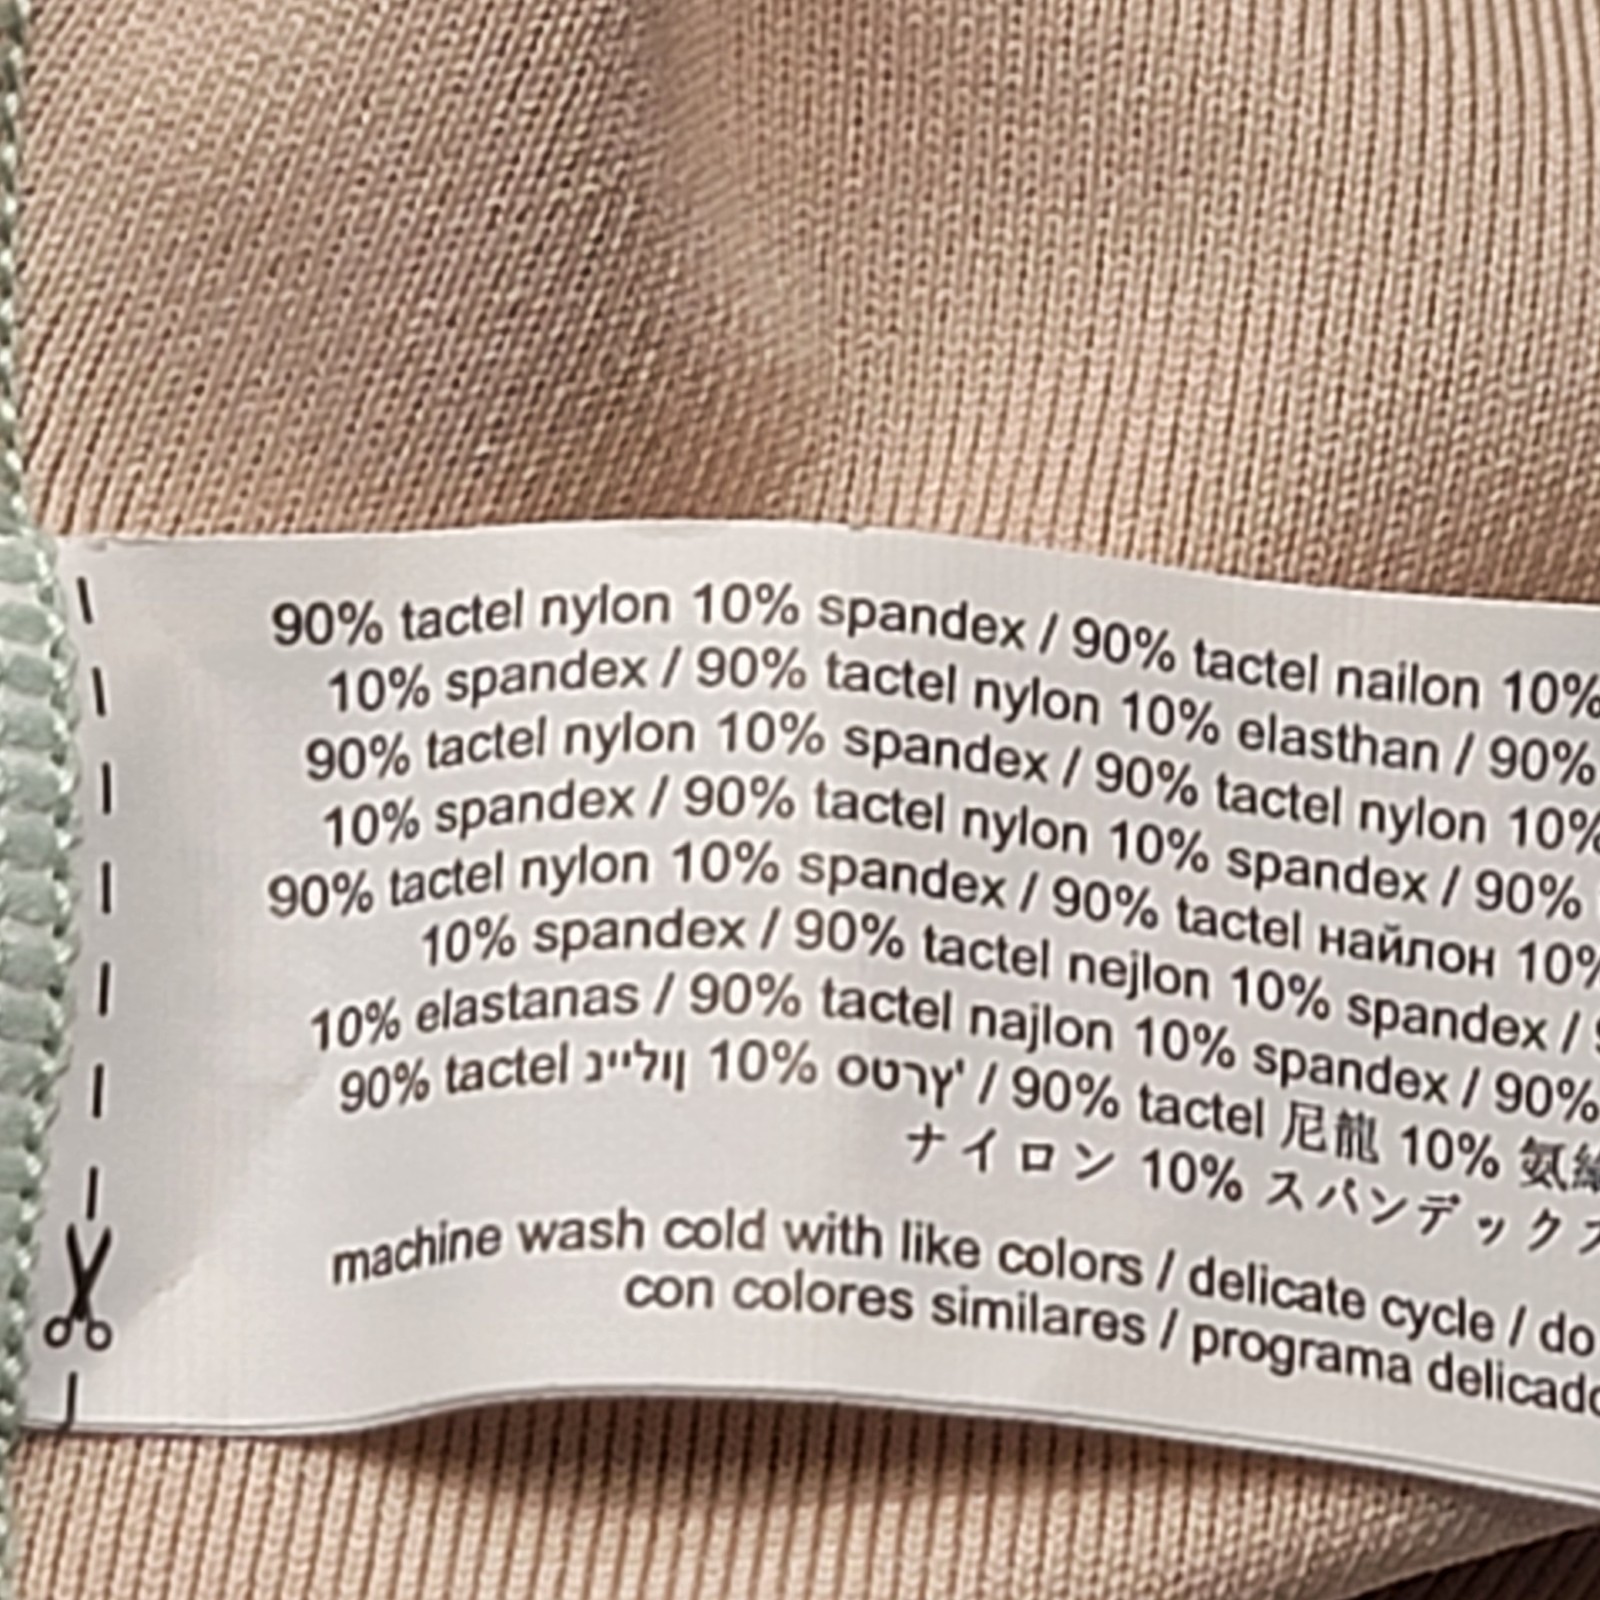 90% tactel nylon 10% spandex / 90% tactel nailon 10%
10% spandex / 90% tactel nylon 10% elasthan / 90%
90% tactel nylon 10% spandex / 90% tactel nylon 10%
10% spandex / 90% tactel nylon 10% spandex / 90%
90% tactel nylon 10% spandex / 90% tactel найлон 10%
10% spandex / 90% tactel nejlon 10% spandex /
10% elastanas / 90% tactel najlon 10% spandex / 90%
90% tactel נויילון 10% 90% / tactel 尼龍 10% 氨
ナイロン 10% スパンデック
machine wash cold with like colors / delicate cycle / do
con colores similares / programa delicado